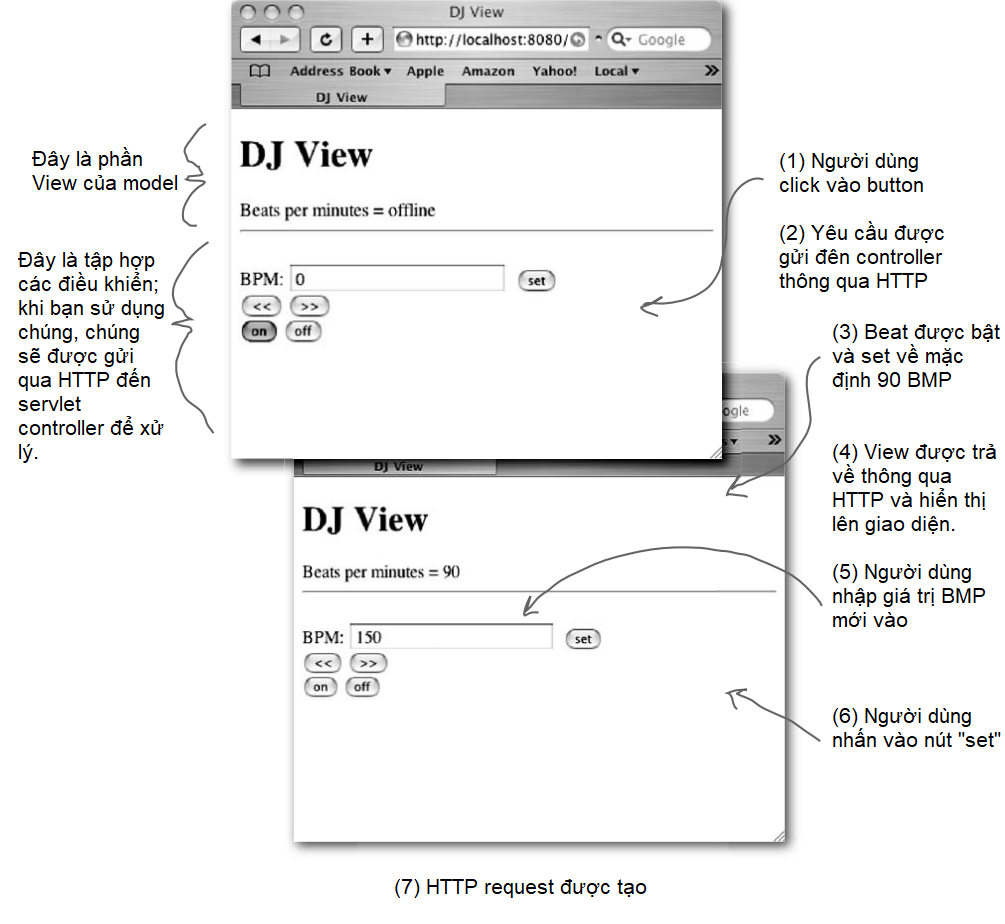 DJ View
http://localhost:8080/
Google
Address Book
Apple
Amazon
Yahoo!
Local
DJ View
DJ View
Beats per minutes = offline
BPM: 0 set
<< >>
on off
Đây là phần
View của model
Đây là tập hợp
các điều khiển;
khi bạn sử dụng
chúng, chúng
sẽ được gửi
qua HTTP đến
servlet
controller để xử
lý.
(1) Người dùng
click vào button
(2) Yêu cầu được
gửi đên controller
thông qua HTTP
(3) Beat được bật
và set về mặc
định 90 BMP
(4) View được trả
về thông qua
HTTP và hiển thị
lên giao diện.
ogle
DJ View
DJ View
Beats per minutes = 90
BPM: 150 set
<< >>
on off
(5) Người dùng
nhập giá trị BMP
mới vào
(6) Người dùng
nhấn vào nút "set"
(7) HTTP request được tạo